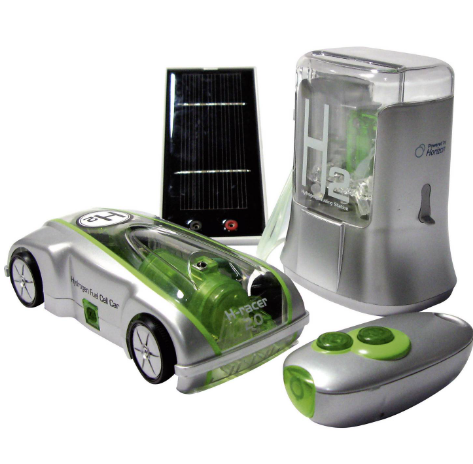 H2
Powered by
Horizon
H2
Hydrogen Fuel Cell Car
H-racer
2.0